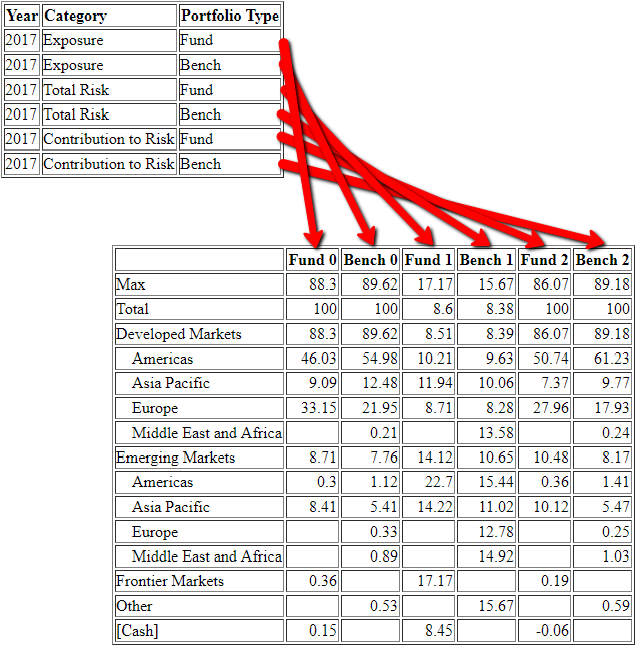 Year Category Portfolio Type
2017 Exposure Fund
2017 Exposure Bench
2017 Total Risk Fund
2017 Total Risk Bench
2017 Contribution to Risk Fund
2017 Contribution to Risk Bench
Fund 0 Bench 0 Fund 1 Bench 1 Fund 2 Bench 2
Max 88.3 89.62 17.17 15.67 86.07 89.18
Total 100 100 8.6 8.38 100 100
Developed Markets 88.3 89.62 8.51 8.39 86.07 89.18
Americas 46.03 54.98 10.21 9.63 50.74 61.23
Asia Pacific 9.09 12.48 11.94 10.06 7.37 9.77
Europe 33.15 21.95 8.71 8.28 27.96 17.93
Middle East and Africa 0.21 13.58 0.24
Emerging Markets 8.71 7.76 14.12 10.65 10.48 8.17
Americas 0.3 1.12 22.7 15.44 0.36 1.41
Asia Pacific 8.41 5.41 14.22 11.02 10.12 5.47
Europe 0.33 12.78 0.25
Middle East and Africa 0.89 14.92 1.03
Frontier Markets 0.36 17.17 0.19
Other 0.53 15.67 0.59
[Cash] 0.15 8.45 -0.06